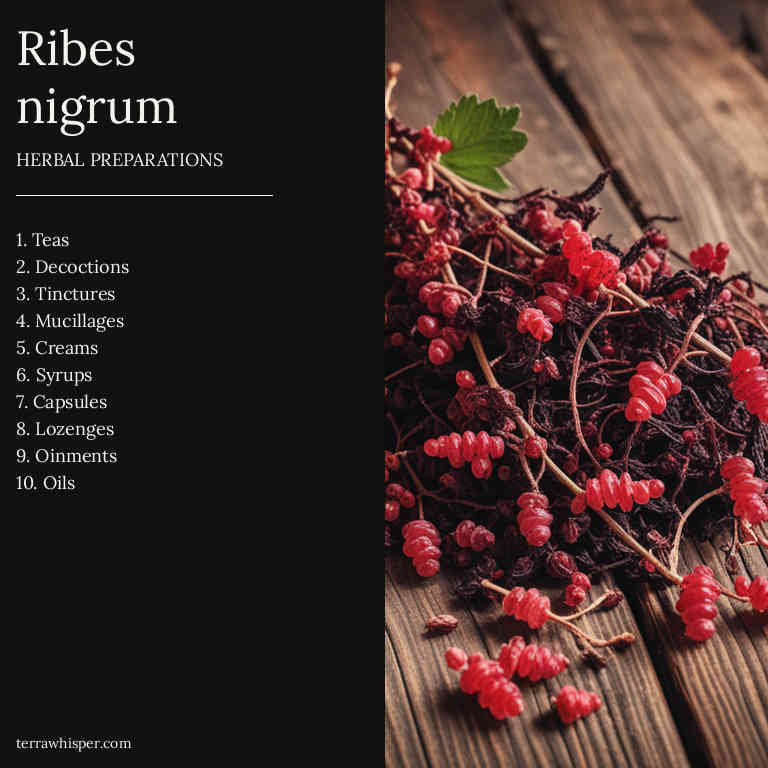 Ribes
nigrum
HERBAL PREPARATIONS
1. Teas
2. Decoctions
3. Tinctures
4. Mucillages
5. Creams
6. Syrups
7. Capsules
8. Lozenges
9. Oinments
10. Oils
terrawhisper.com